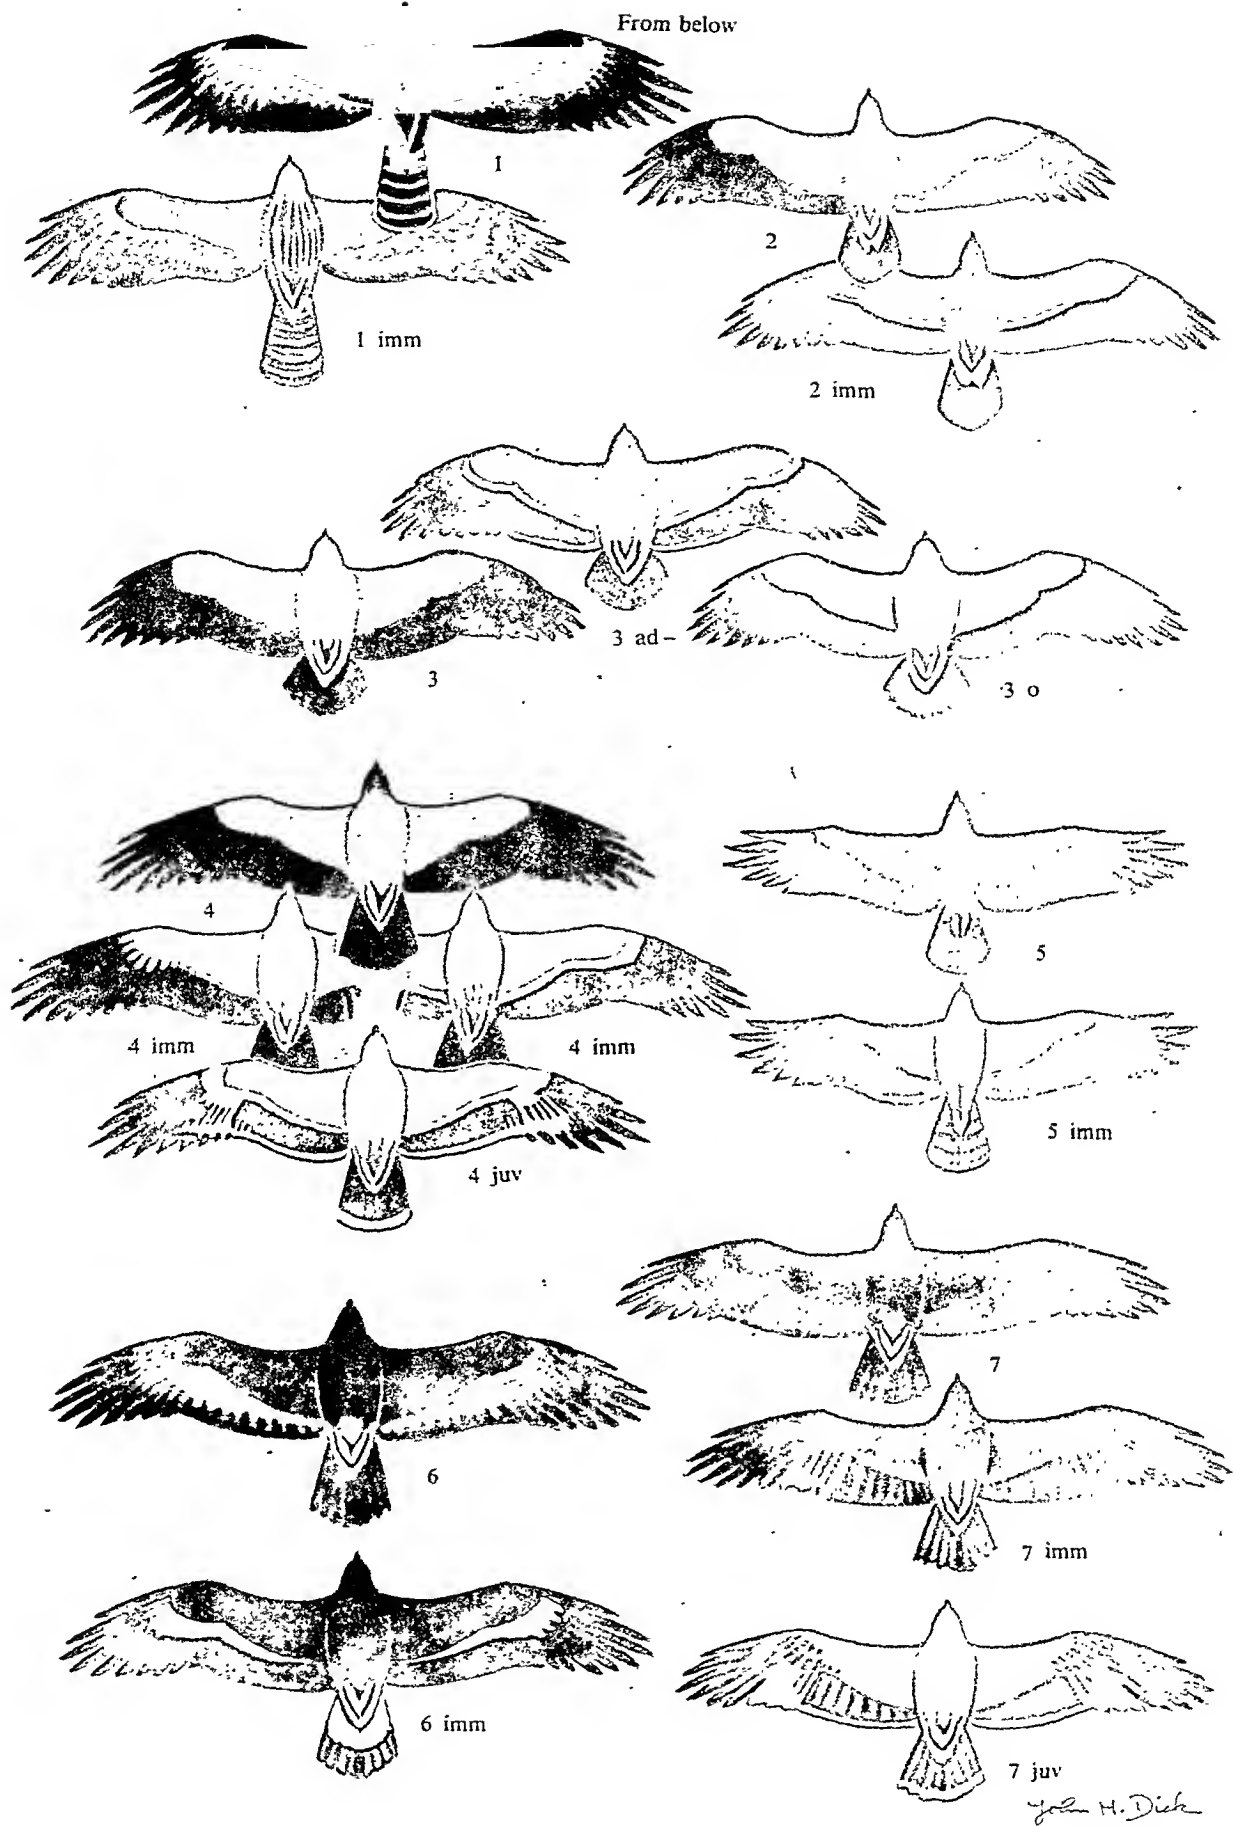 From below
1
2
1 imm
2 imm
3 ad–
3
3 o
4
5
4 imm
4 imm
5 imm
4 juv
7
6
7 imm
6 imm
7 juv
John H. Dick